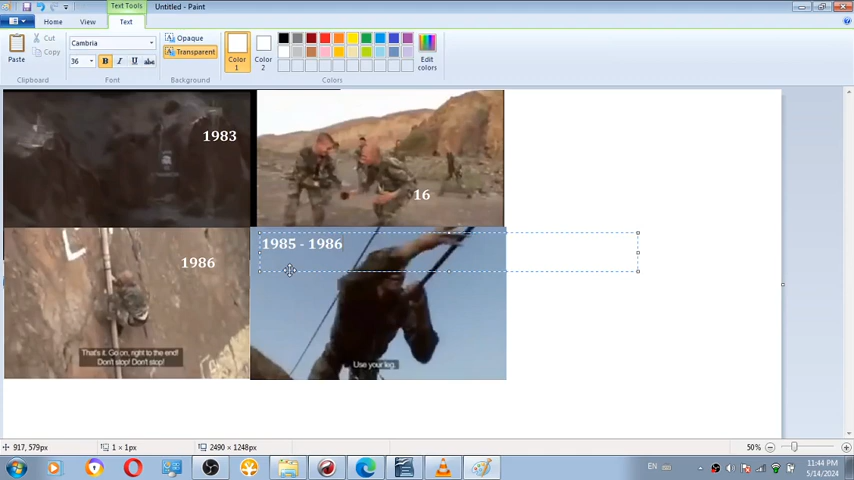 Text Tools
Untitled - Paint
Home
View
Text
Paste
Cut
Copy
Clipboard
Cambria
36
B
I
U
abc
Font
Opaque
Transparent
Background
Color
1
Color
2
Edit
colors
Colors
1983
16
1985 - 1986
1986
That's it. Go on, right to the end!
Don't stop! Don't stop!
Use your leg.
917, 579px
1 × 1px
2490 × 1248px
50%
EN
11:44 PM
5/14/2024